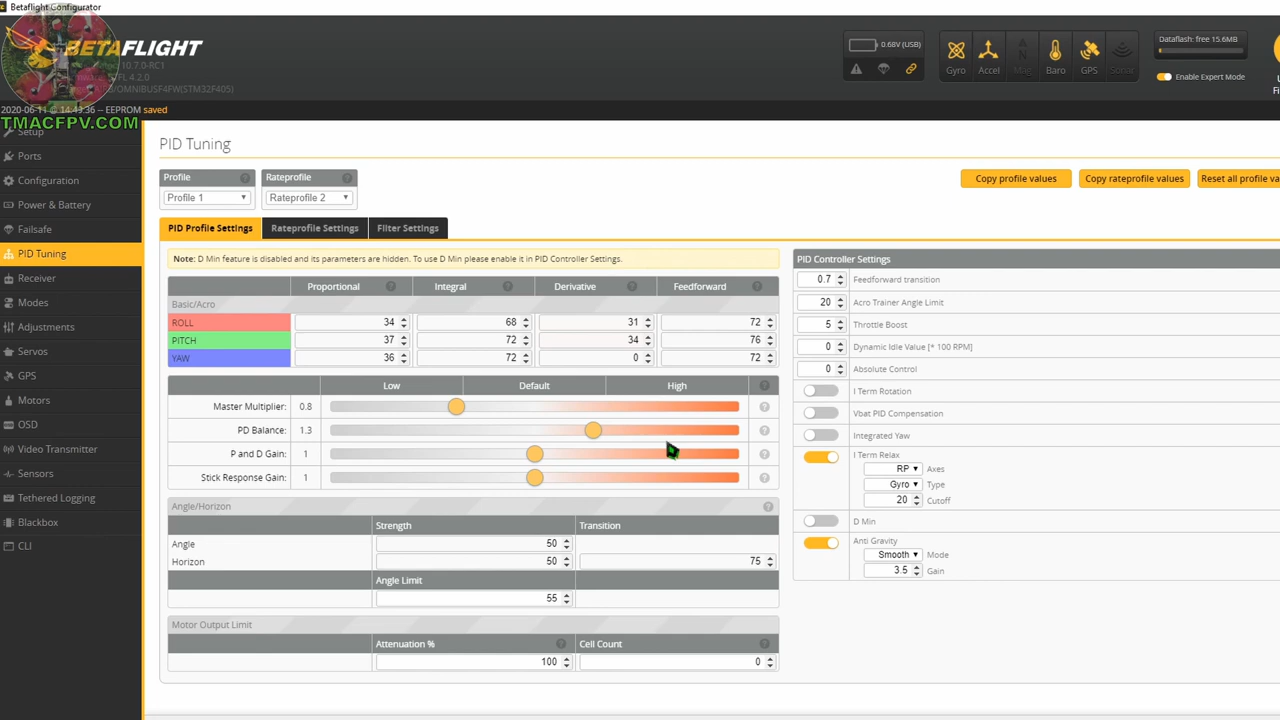 Betaflight Configurator
BETAFLIGHT
10.7.0-RC1
4.2.0
OMNIBUSF4FW(STM32F405)
0.68V (USB)
Gyro Accel Mag Baro GPS Sonar
Dataflash: free 15.6MB
Enable Expert Mode
2020-06-11 @ 14:43:36 -- EEPROM saved
TMACFPV.COM
Setup
Ports
Configuration
Power & Battery
Failsafe
PID Tuning
Receiver
Modes
Adjustments
Servos
GPS
Motors
OSD
Video Transmitter
Sensors
Tethered Logging
Blackbox
CLI
PID Tuning
Profile Rateprofile
Profile 1 Rateprofile 2
Copy profile values Copy rateprofile values Reset all profile va
PID Profile Settings Rateprofile Settings Filter Settings
Note: D Min feature is disabled and its parameters are hidden. To use D Min please enable it in PID Controller Settings.
Proportional Integral Derivative Feedforward
Basic/Acro
ROLL 34 68 31 72
PITCH 37 72 34 76
YAW 36 72 0 72
Low Default High
Master Multiplier: 0.8
PD Balance: 1.3
P and D Gain: 1
Stick Response Gain: 1
Angle/Horizon
Strength Transition
Angle 50
Horizon 50 75
Angle Limit
55
Motor Output Limit
Attenuation % Cell Count
100 0
PID Controller Settings
0.7 Feedforward transition
20 Acro Trainer Angle Limit
5 Throttle Boost
0 Dynamic Idle Value [* 100 RPM]
0 Absolute Control
I Term Rotation
Vbat PID Compensation
Integrated Yaw
I Term Relax
RP Axes
Gyro Type
20 Cutoff
D Min
Anti Gravity
Smooth Mode
3.5 Gain